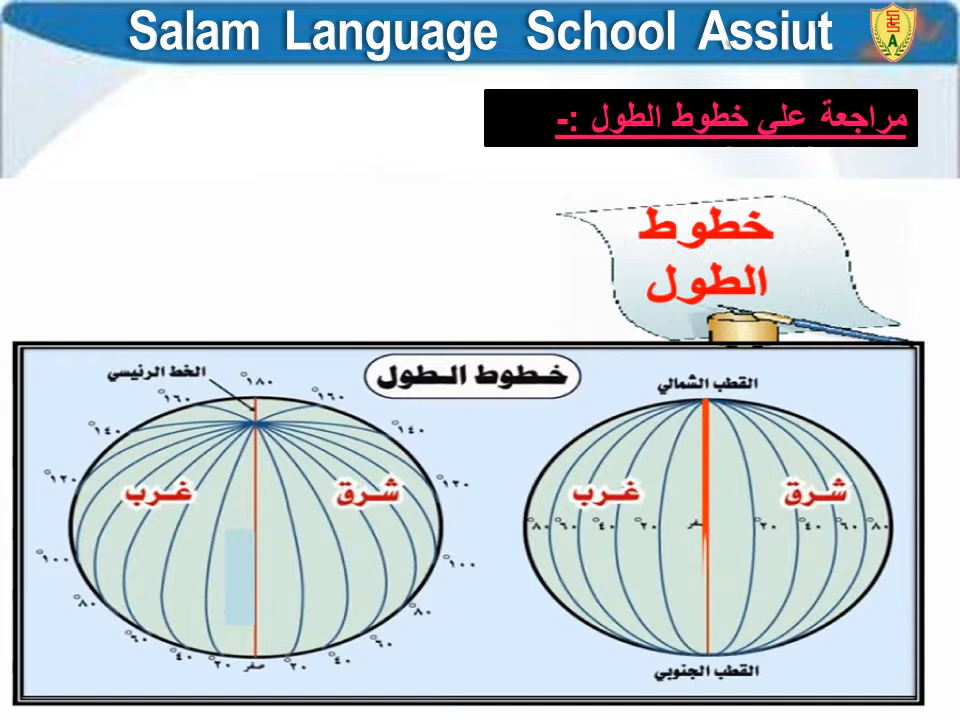 Salam Language School Assiut
مراجعة على خطوط الطول :-
خطوط
الطول
خطوط الطول
الخط الرئيسي
°١٨٠
°١٦٠
°١٦٠
°١٤٠
°١٤٠
°١٢٠
°١٢٠
غرب
شرق
°١٠٠
°١٠٠
°٨٠
°٨٠
°٦٠
°٦٠
°٤٠
°٤٠
°٢٠
صفر
°٢٠
القطب الشمالي
غرب
شرق
°٨٠ °٦٠ °٤٠ °٢٠ صفر °٢٠ °٤٠ °٦٠ °٨٠
القطب الجنوبي